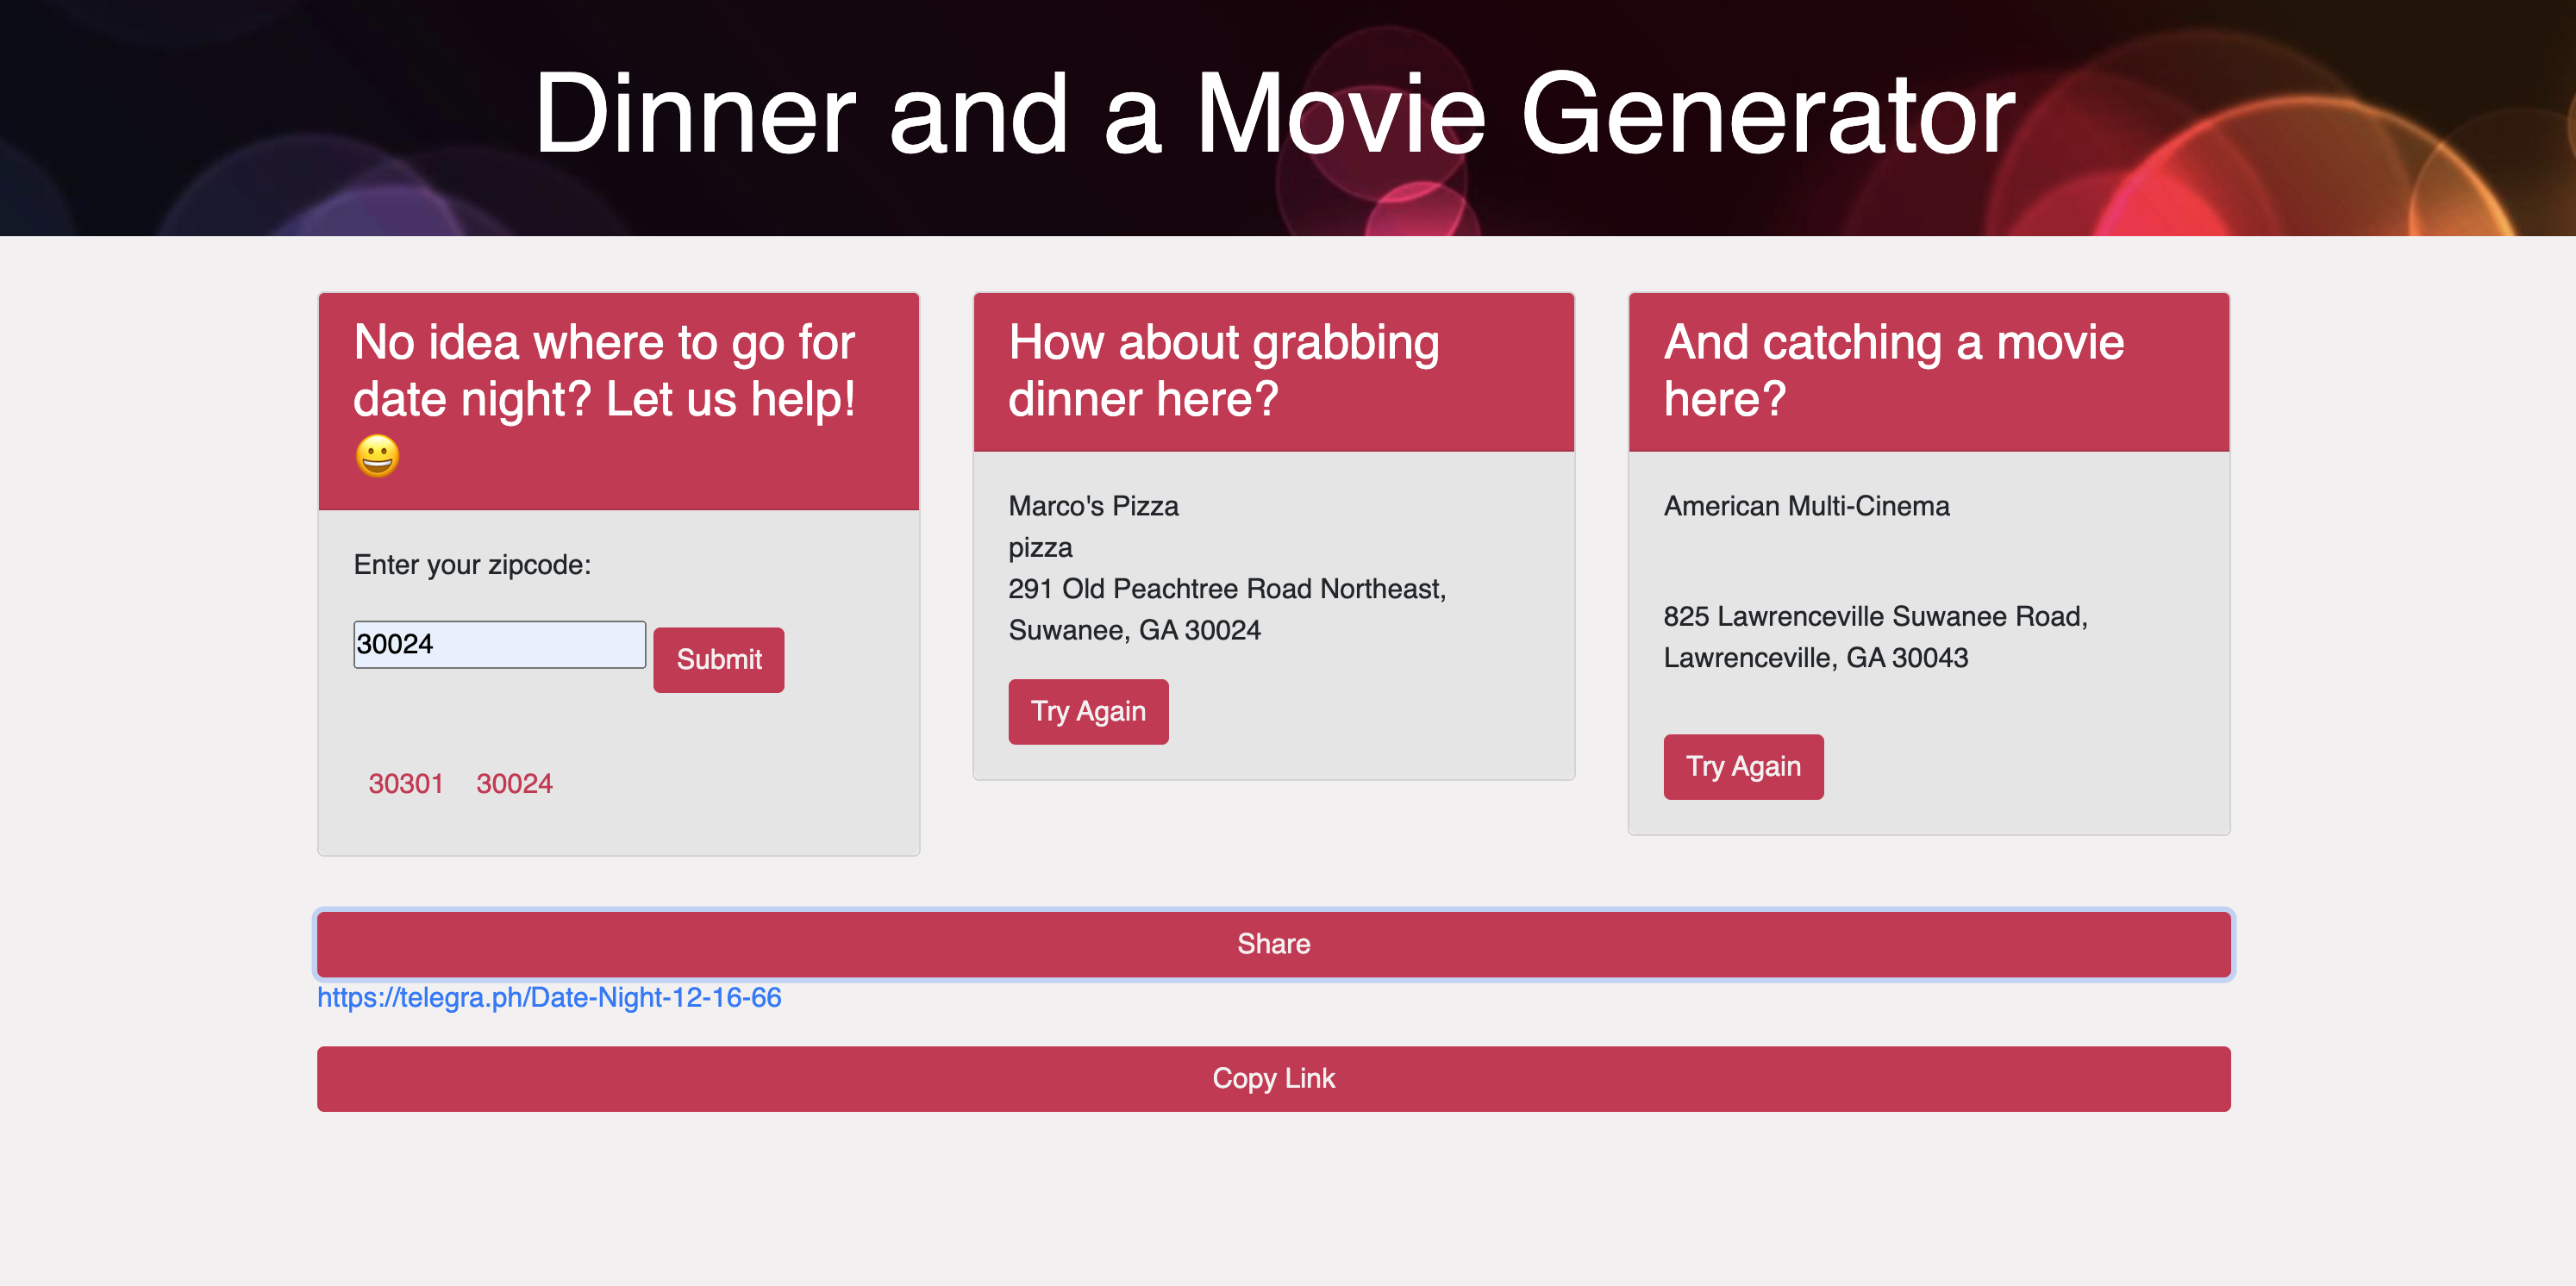 Dinner and a Movie Generator
No idea where to go for
date night? Let us help!
😀
Enter your zipcode:
30024
Submit
30301 30024
How about grabbing
dinner here?
Marco's Pizza
pizza
291 Old Peachtree Road Northeast,
Suwanee, GA 30024
Try Again
And catching a movie
here?
American Multi-Cinema
825 Lawrenceville Suwanee Road,
Lawrenceville, GA 30043
Try Again
Share
https://telegra.ph/Date-Night-12-16-66
Copy Link